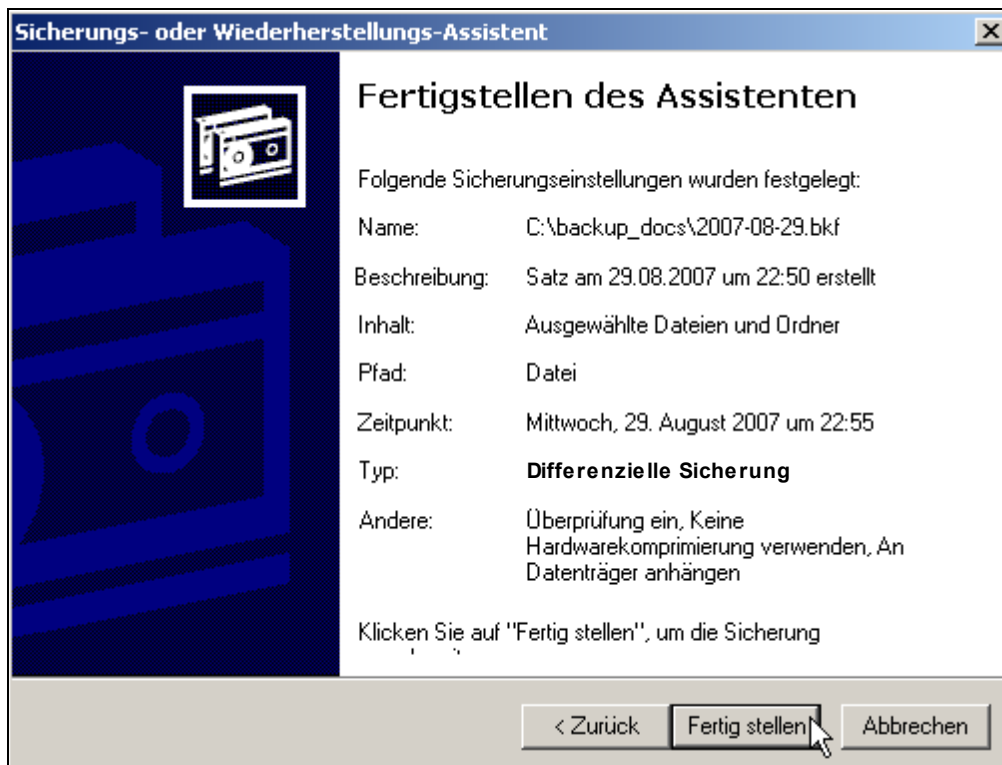 Sicherungs- oder Wiederherstellungs-Assistent
Fertigstellen des Assistenten
Folgende Sicherungseinstellungen wurden festgelegt:
Name: C:\backup_docs\2007-08-29.bkf
Beschreibung: Satz am 29.08.2007 um 22:50 erstellt
Inhalt: Ausgewählte Dateien und Ordner
Pfad: Datei
Zeitpunkt: Mittwoch, 29. August 2007 um 22:55
Typ: Differenzielle Sicherung
Andere: Überprüfung ein, Keine
Hardwarekomprimierung verwenden, An
Datenträger anhängen
Klicken Sie auf "Fertig stellen", um die Sicherung
< Zurück Fertig stellen Abbrechen